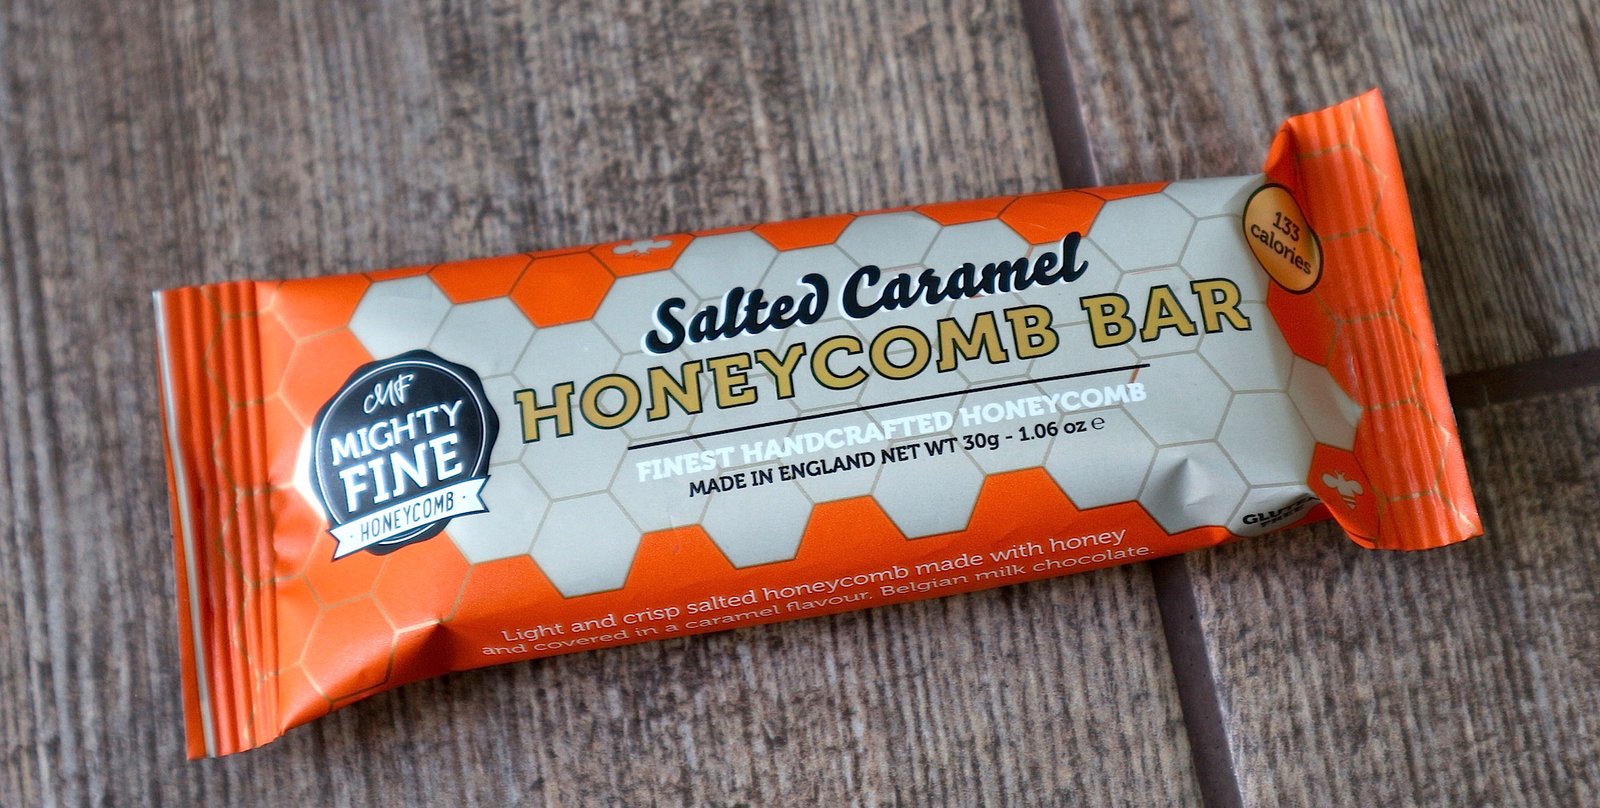 MF
MIGHTY
FINE
· HONEYCOMB ·
Salted Caramel
HONEYCOMB BAR
FINEST HANDCRAFTED HONEYCOMB
MADE IN ENGLAND NET WT 30g - 1.06 oz ℮
133
calories
Light and crisp salted honeycomb made with honey
and covered in a caramel flavour, Belgian milk chocolate.
FREE